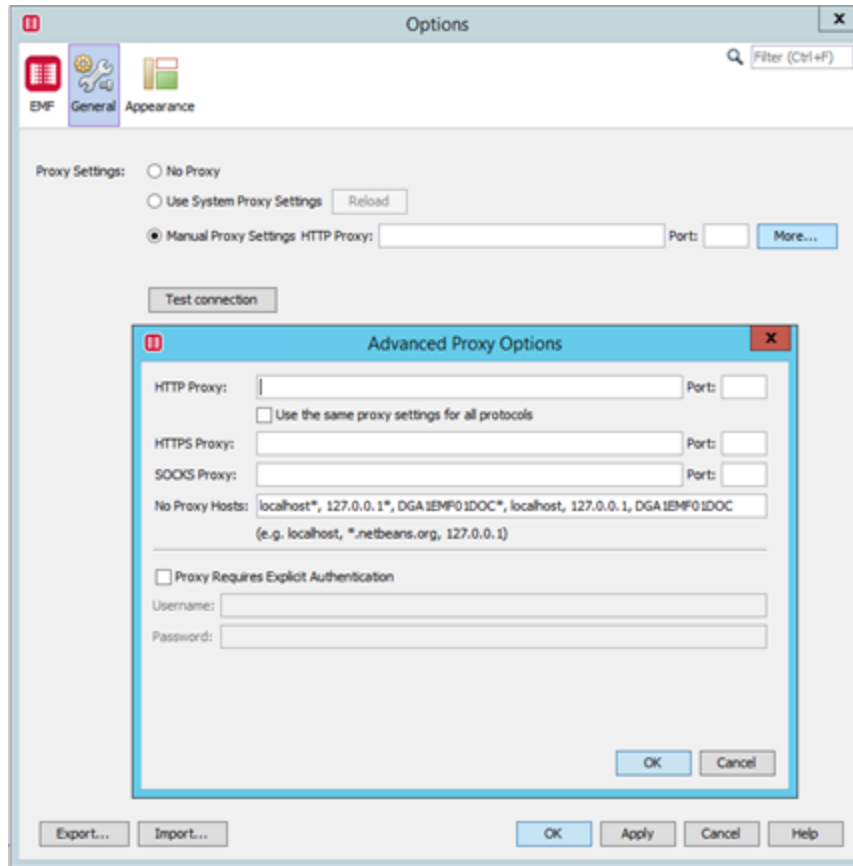 Options
x
Filter (Ctrl+F)
EMF General Appearance
Proxy Settings: No Proxy
Use System Proxy Settings Reload
Manual Proxy Settings HTTP Proxy: Port: More...
Test connection
Advanced Proxy Options
x
HTTP Proxy: Port:
Use the same proxy settings for all protocols
HTTPS Proxy: Port:
SOCKS Proxy: Port:
No Proxy Hosts: localhost*, 127.0.0.1*, DGA1EMF01DOC*, localhost, 127.0.0.1, DGA1EMF01DOC
(e.g. localhost, *.netbeans.org, 127.0.0.1)
Proxy Requires Explicit Authentication
Username:
Password:
OK Cancel
Export... Import... OK Apply Cancel Help